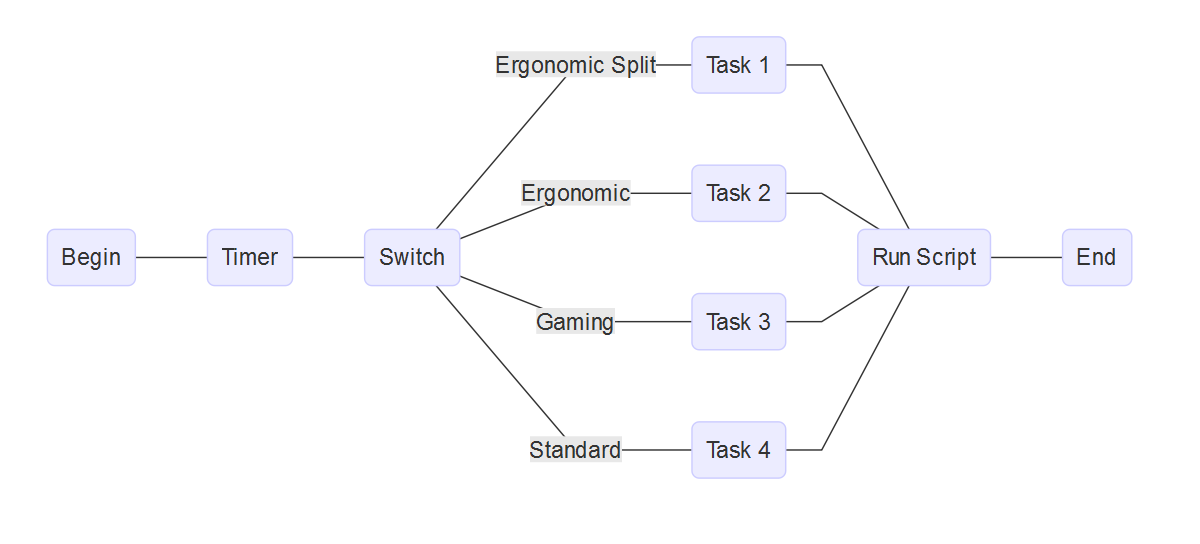 Begin
Timer
Switch
Ergonomic Split
Task 1
Ergonomic
Task 2
Gaming
Task 3
Standard
Task 4
Run Script
End